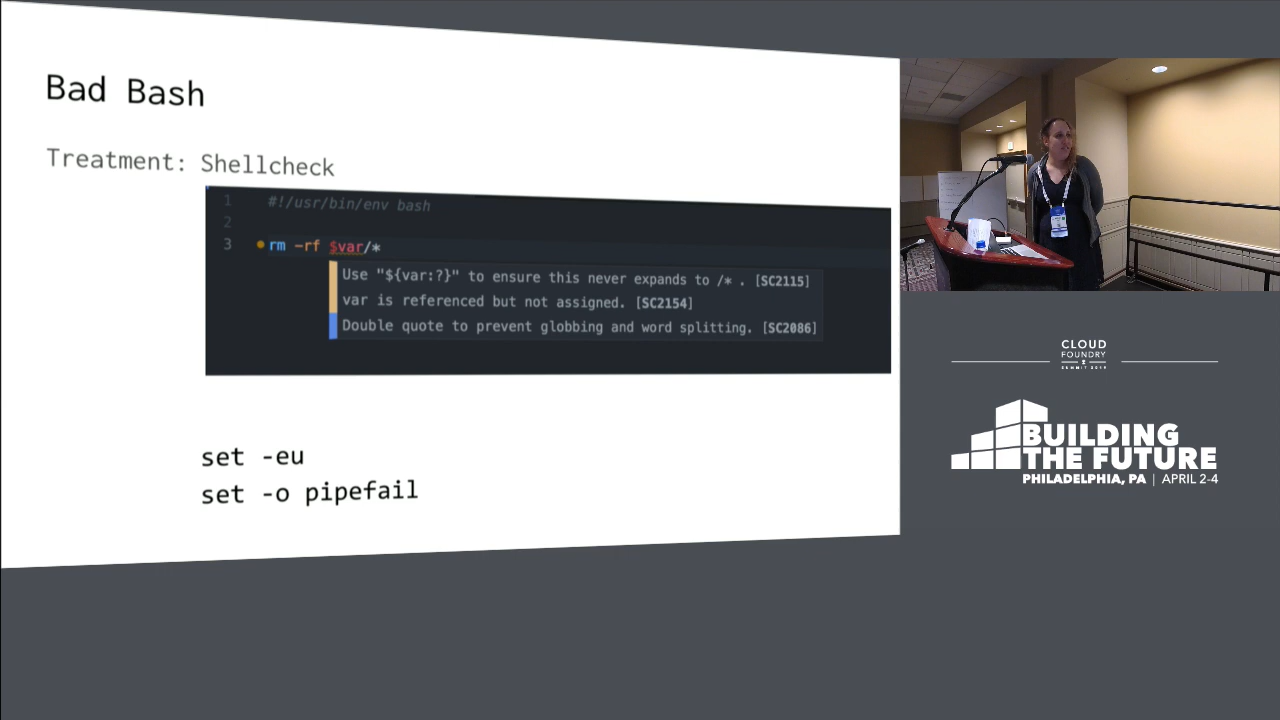 Bad Bash
Treatment: Shellcheck
1 #!/usr/bin/env bash
2
3 rm -rf $var/*
Use "${var:?}" to ensure this never expands to /* . [SC2115]
var is referenced but not assigned. [SC2154]
Double quote to prevent globbing and word splitting. [SC2086]
set -eu
set -o pipefail
CLOUD
FOUNDRY
SUMMIT 2019
BUILDING
THE FUTURE
PHILADELPHIA, PA | APRIL 2-4